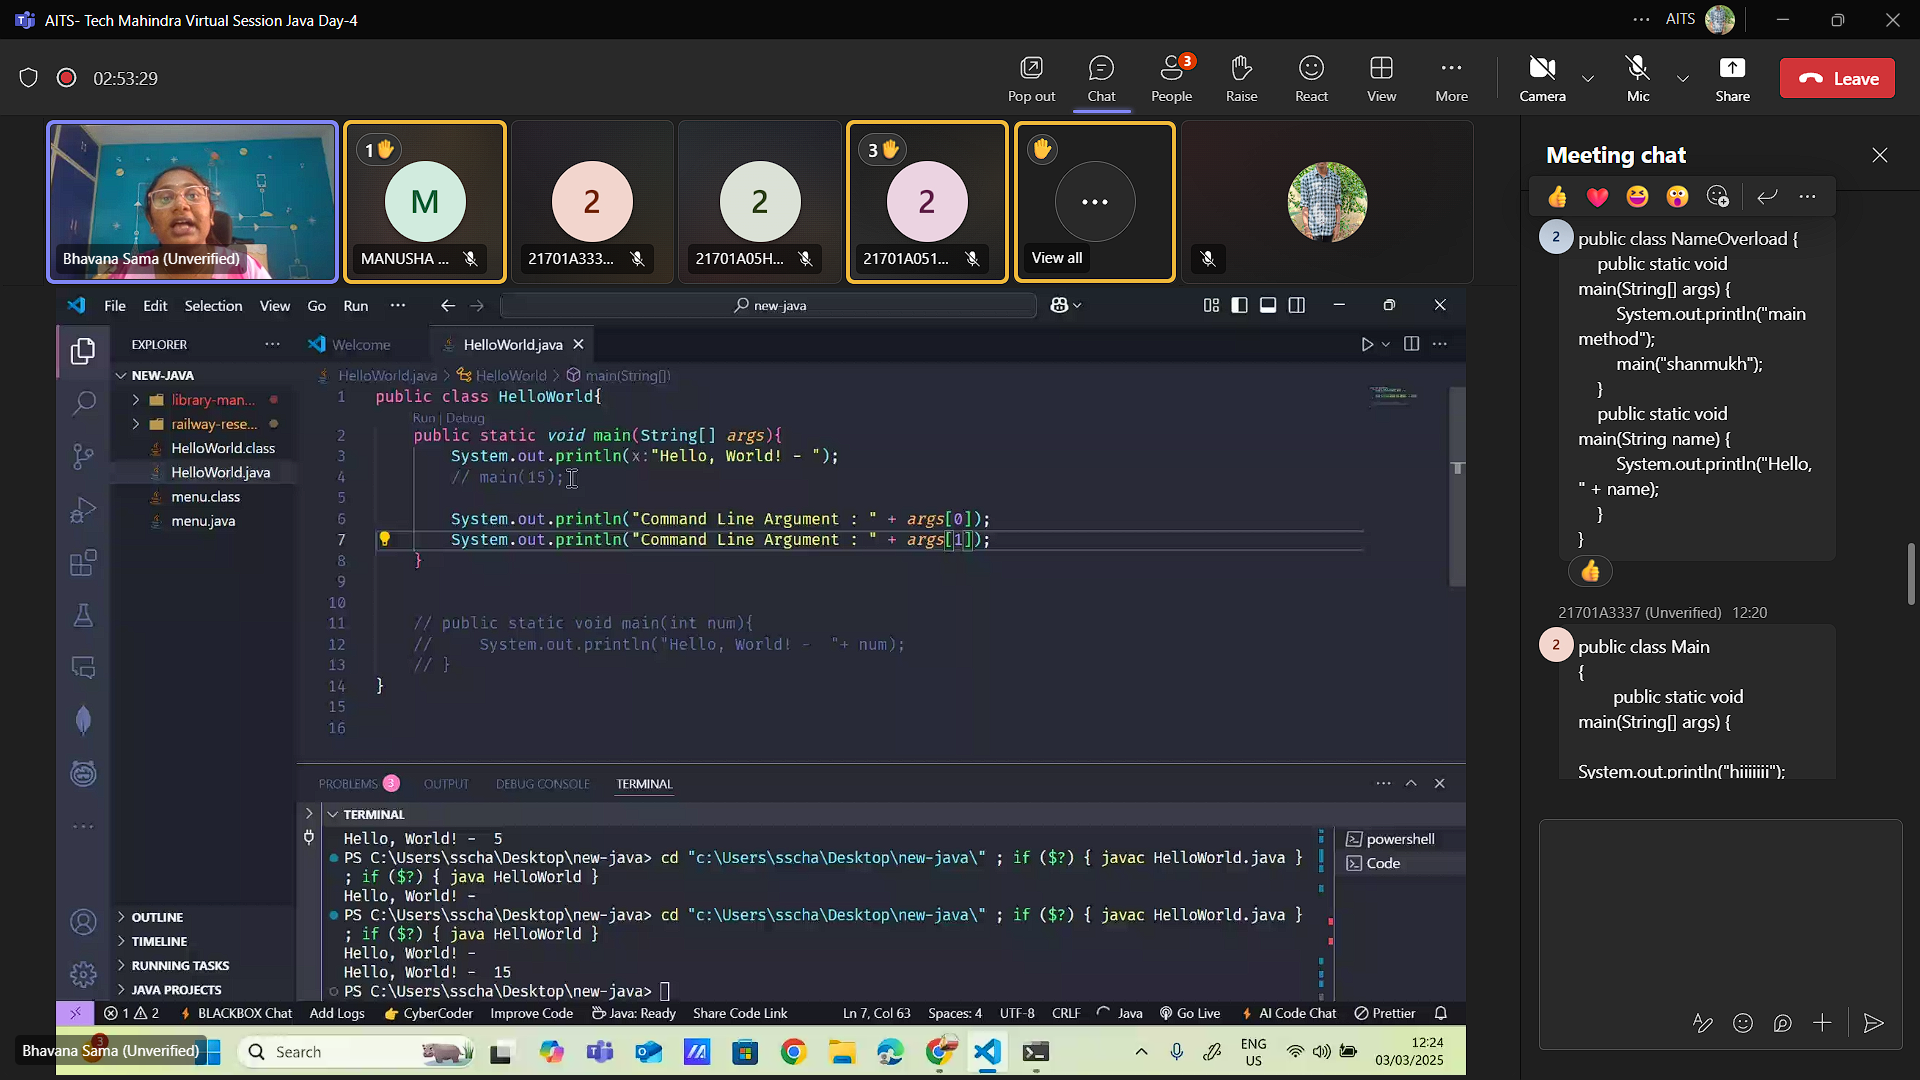 AITS- Tech Mahindra Virtual Session Java Day-4
AITS
02:53:29
Pop out
Chat
3
People
Raise
React
View
More
Camera
Mic
Share
Leave
Bhavana Sama (Unverified)
1
M
MANUSHA ...
2
21701A333...
2
21701A05H...
3
2
21701A051...
View all
Meeting chat
2
public class NameOverload {
public static void
main(String[] args) {
System.out.println("main
method");
main("shanmukh");
}
public static void
main(String name) {
System.out.println("Hello,
" + name);
}
}
21701A3337 (Unverified) 12:20
2
public class Main
{
public static void
main(String[] args) {
System.out.println("hiiiiiii");
File Edit Selection View Go Run
new-java
EXPLORER
Welcome
HelloWorld.java
NEW-JAVA
library-man...
railway-rese...
HelloWorld.class
HelloWorld.java
menu.class
menu.java
OUTLINE
TIMELINE
RUNNING TASKS
JAVA PROJECTS
HelloWorld.java > HelloWorld > main(String[])
1 public class HelloWorld{
Run | Debug
2 public static void main(String[] args){
3 System.out.println(x:"Hello, World! - ");
4 // main(15);
5
6 System.out.println("Command Line Argument : " + args[0]);
7 System.out.println("Command Line Argument : " + args[1]);
8 }
9
10
11 // public static void main(int num){
12 // System.out.println("Hello, World! - "+ num);
13 // }
14 }
15
16
PROBLEMS 3 OUTPUT DEBUG CONSOLE TERMINAL
TERMINAL
Hello, World! - 5
PS C:\Users\sscha\Desktop\new-java> cd "c:\Users\sscha\Desktop\new-java\" ; if ($?) { javac HelloWorld.java }
; if ($?) { java HelloWorld }
Hello, World! -
PS C:\Users\sscha\Desktop\new-java> cd "c:\Users\sscha\Desktop\new-java\" ; if ($?) { javac HelloWorld.java }
; if ($?) { java HelloWorld }
Hello, World! -
Hello, World! - 15
PS C:\Users\sscha\Desktop\new-java>
powershell
Code
1 2 BLACKBOX Chat Add Logs CyberCoder Improve Code Java: Ready Share Code Link Ln 7, Col 63 Spaces: 4 UTF-8 CRLF Java Go Live AI Code Chat Prettier
Bhavana Sama (Unverified)
3
Search
ENG
US
12:24
03/03/2025